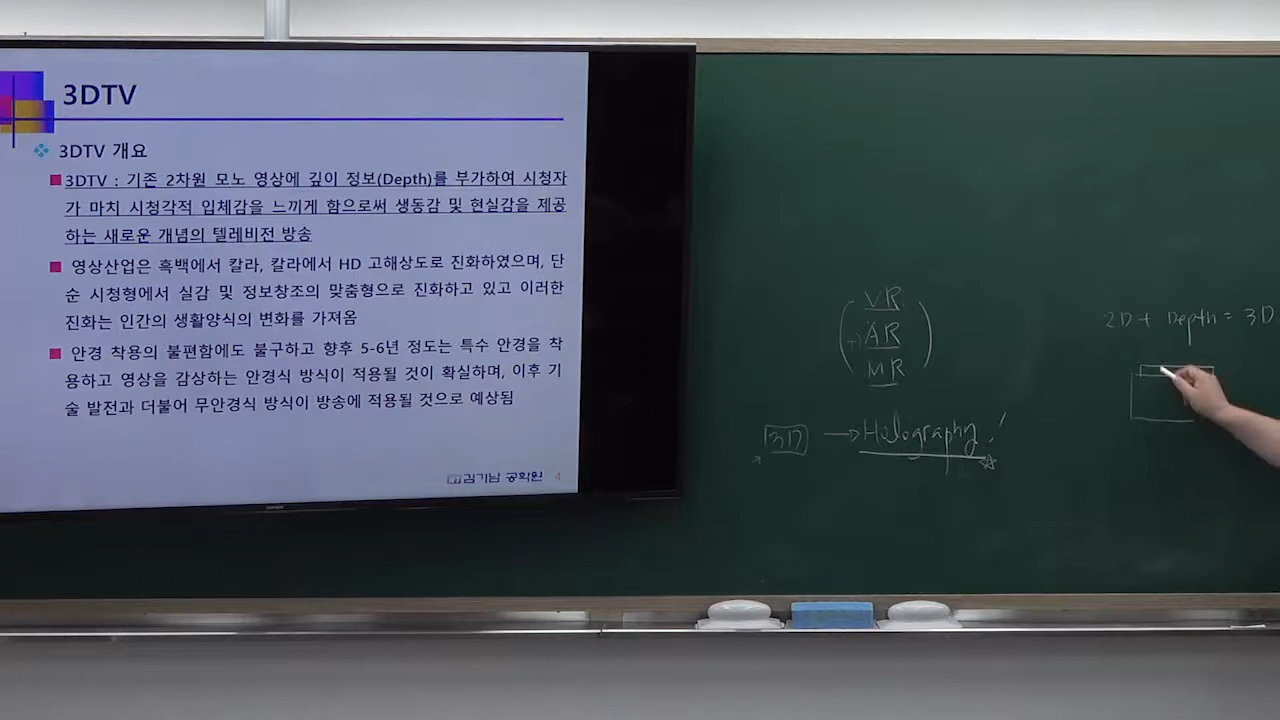 3DTV
3DTV 개요
3DTV : 기존 2차원 모노 영상에 깊이 정보(Depth)를 부가하여 시청자
가 마치 시청각적 입체감을 느끼게 함으로써 생동감 및 현실감을 제공
하는 새로운 개념의 텔레비전 방송
영상산업은 흑백에서 칼라, 칼라에서 HD 고해상도로 진화하였으며, 단
순 시청형에서 실감 및 정보창조의 맞춤형으로 진화하고 있고 이러한
진화는 인간의 생활양식의 변화를 가져옴
안경 착용의 불편함에도 불구하고 향후 5-6년 정도는 특수 안경을 착
용하고 영상을 감상하는 안경식 방식이 적용될 것이 확실하며, 이후 기
술 발전과 더불어 무안경식 방식이 방송에 적용될 것으로 예상됨
김기남 공학원 4
VR
AR
MR
3D → Holography !
2D + Depth = 3D